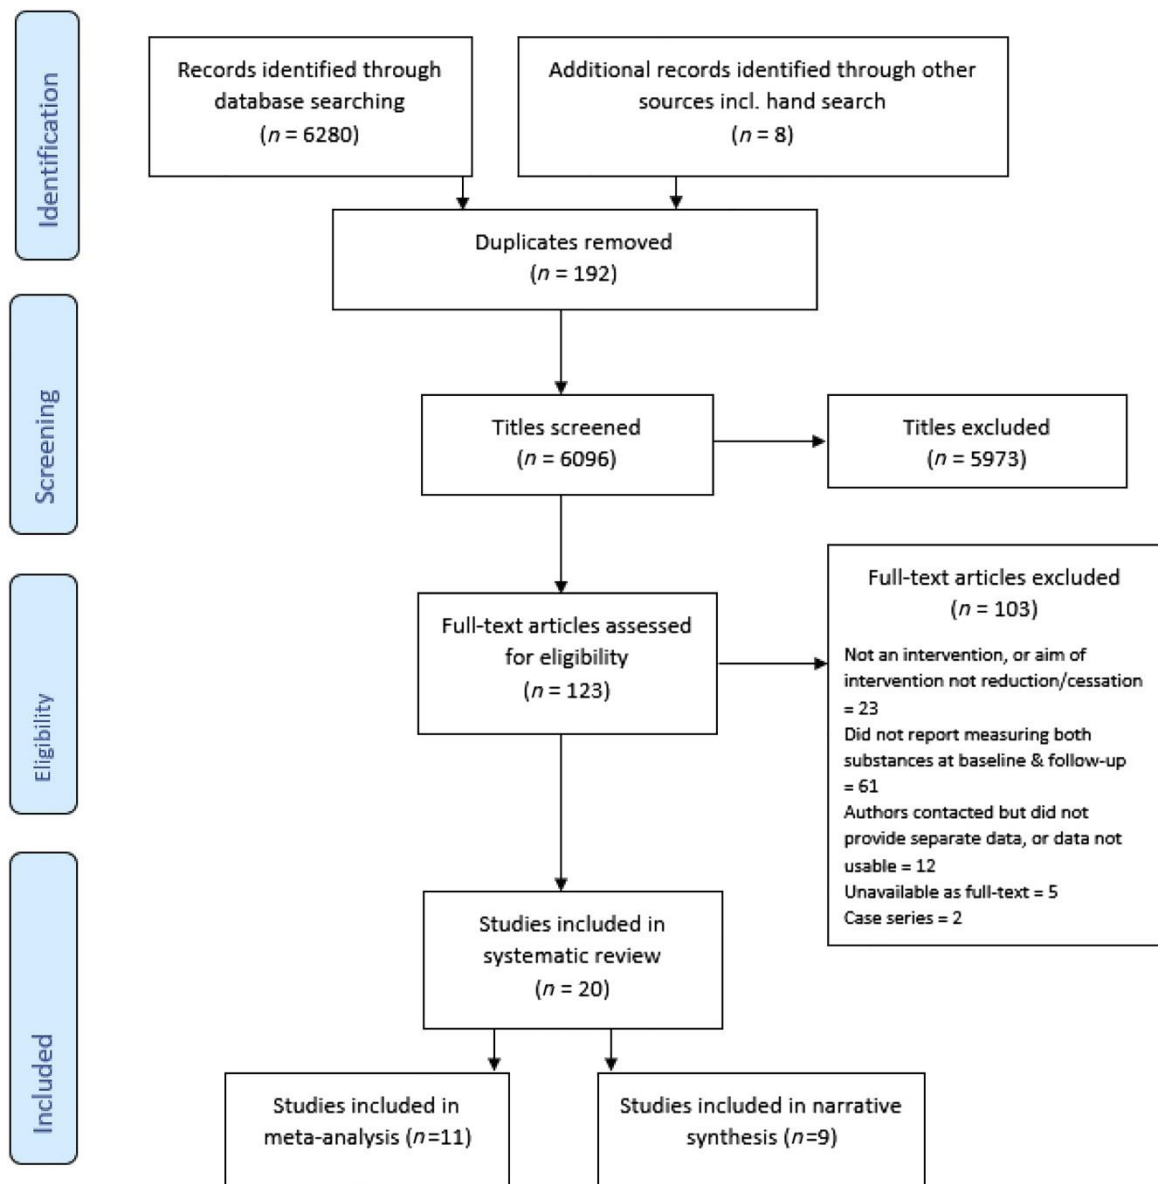 Identification
Records identified through
database searching
(n = 6280)
Additional records identified through other
sources incl. hand search
(n = 8)
Duplicates removed
(n = 192)
Screening
Titles screened
(n = 6096)
Titles excluded
(n = 5973)
Eligibility
Full-text articles assessed
for eligibility
(n = 123)
Full-text articles excluded
(n = 103)
Not an intervention, or aim of
intervention not reduction/cessation
= 23
Did not report measuring both
substances at baseline & follow-up
= 61
Authors contacted but did not
provide separate data, or data not
usable = 12
Unavailable as full-text = 5
Case series = 2
Included
Studies included in
systematic review
(n = 20)
Studies included in
meta-analysis (n=11)
Studies included in narrative
synthesis (n=9)